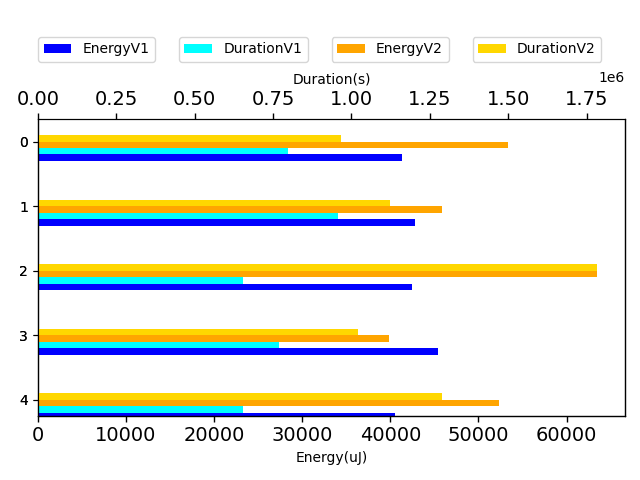 EnergyV1 DurationV1 EnergyV2 DurationV2
Duration(s)
1e6
0.00 0.25 0.50 0.75 1.00 1.25 1.50 1.75
0
1
2
3
4
0 10000 20000 30000 40000 50000 60000
Energy(uJ)